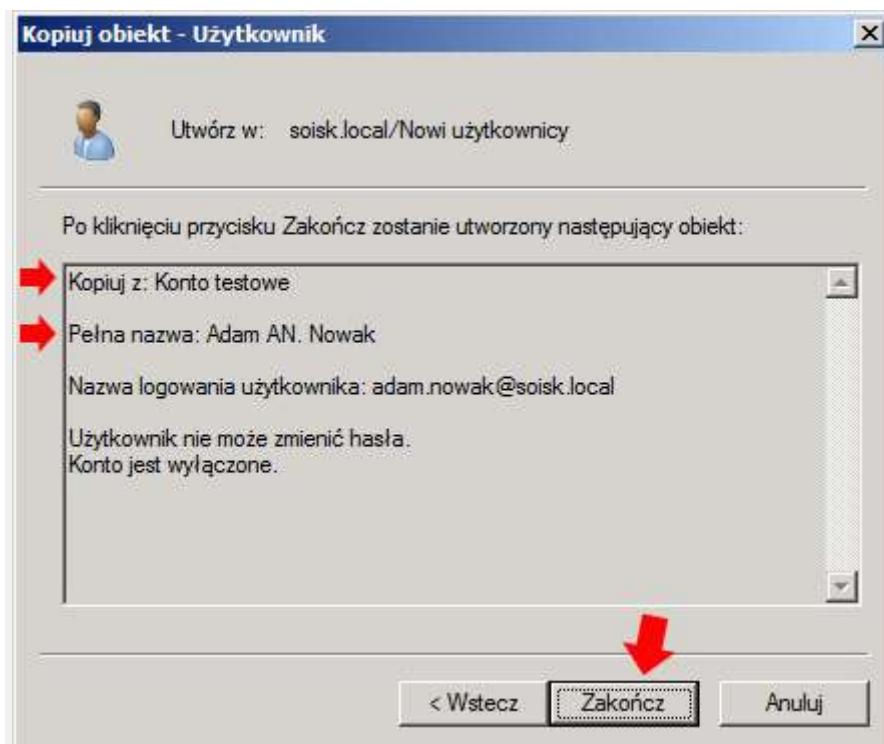 Kopiuj obiekt - Użytkownik
Utwórz w: soisk.local/Nowi użytkownicy
Po kliknięciu przycisku Zakończ zostanie utworzony następujący obiekt:
Kopiuj z: Konto testowe
Pełna nazwa: Adam AN. Nowak
Nazwa logowania użytkownika: adam.nowak@soisk.local
Użytkownik nie może zmienić hasła.
Konto jest wyłączone.
< Wstecz Zakończ Anuluj